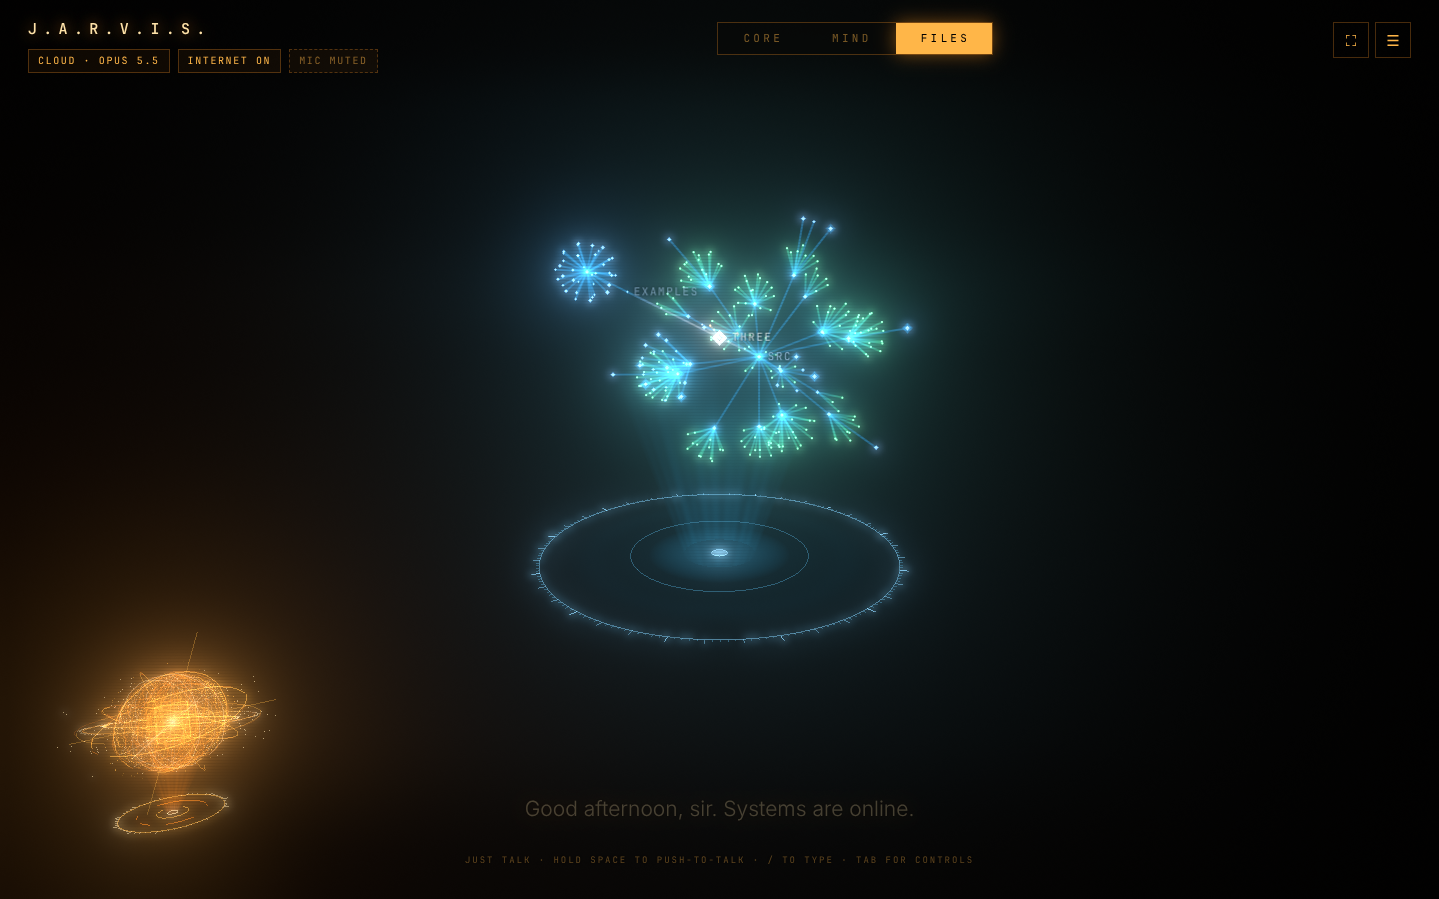 J.A.R.V.I.S.
CORE MIND FILES
CLOUD · OPUS 5.5 INTERNET ON MIC MUTED
EXAMPLES
THREE
SRC
Good afternoon, sir. Systems are online.
JUST TALK · HOLD SPACE TO PUSH-TO-TALK · / TO TYPE · TAB FOR CONTROLS